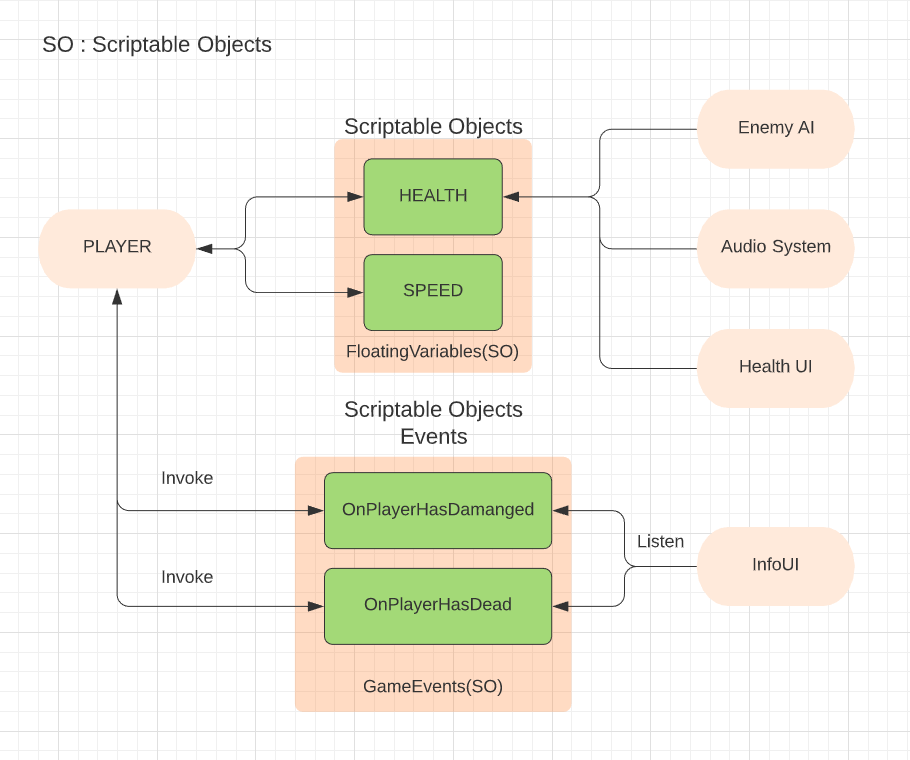 SO : Scriptable Objects
Scriptable Objects
HEALTH
SPEED
FloatingVariables(SO)
PLAYER
Enemy AI
Audio System
Health UI
Scriptable Objects
Events
Invoke
OnPlayerHasDamanged
Invoke
OnPlayerHasDead
GameEvents(SO)
Listen
InfoUI